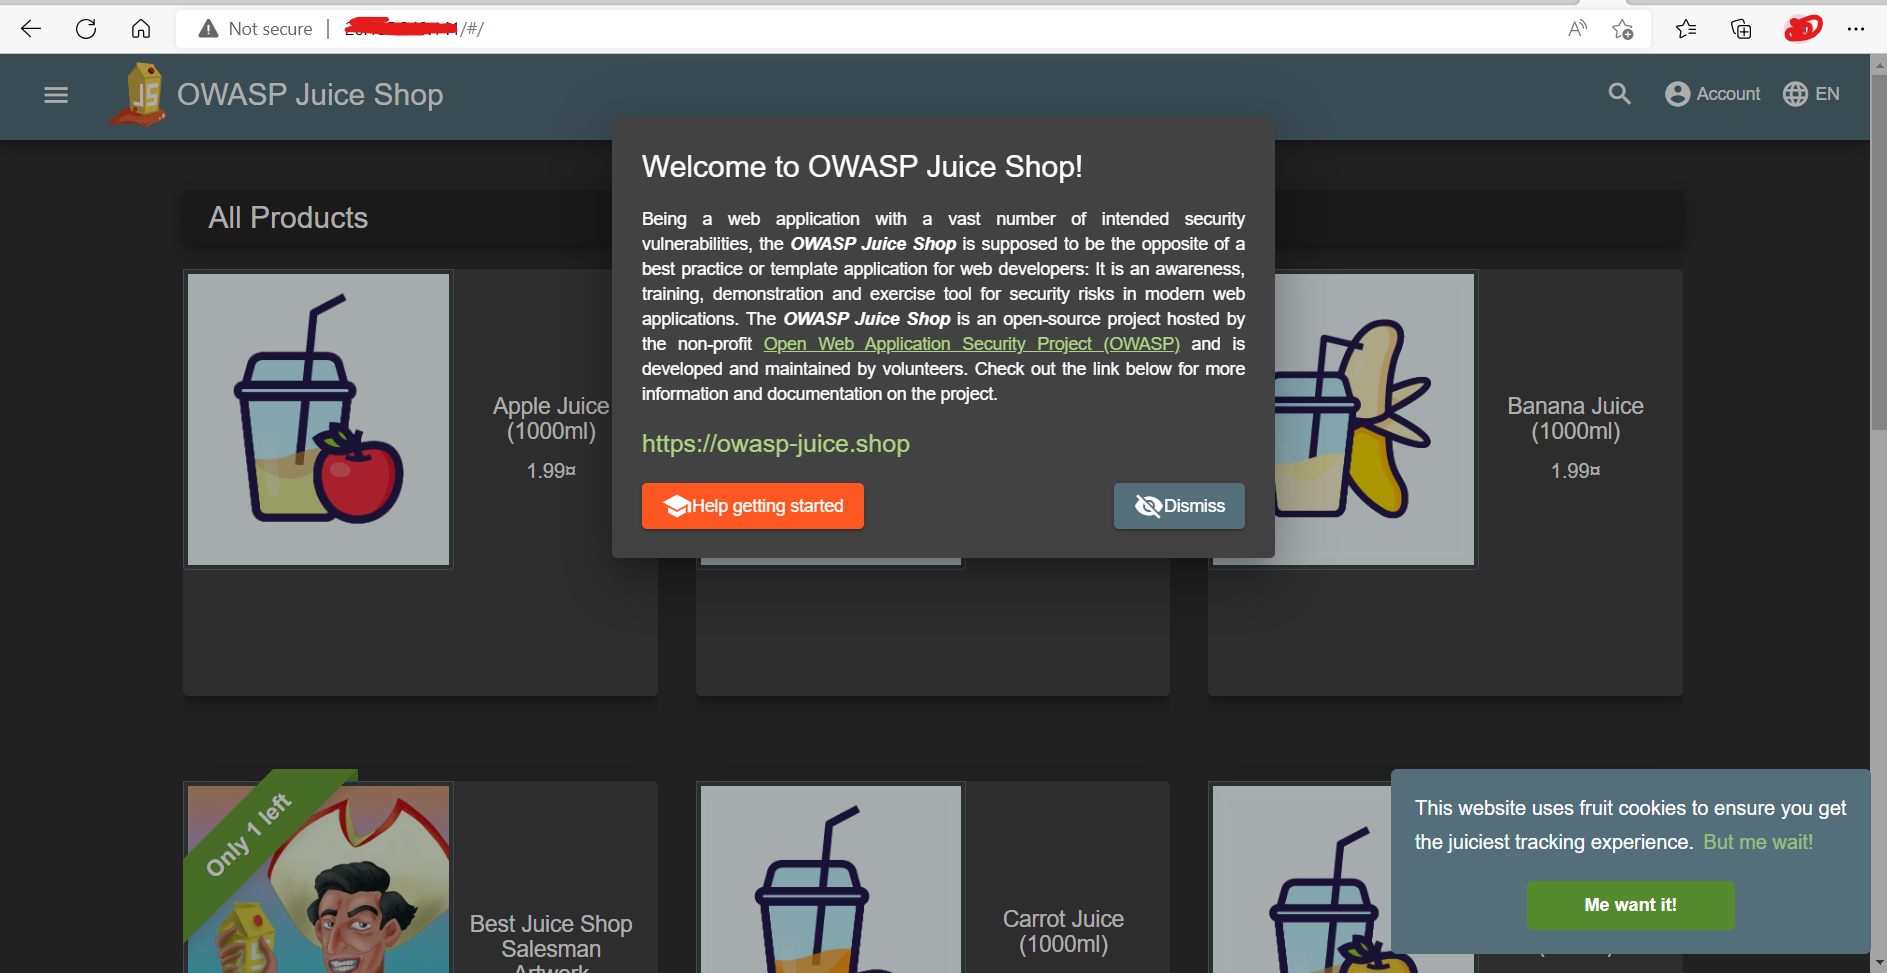 Not secure
/#/
OWASP Juice Shop
Account
EN
Welcome to OWASP Juice Shop!
Being a web application with a vast number of intended security
vulnerabilities, the OWASP Juice Shop is supposed to be the opposite of a
best practice or template application for web developers: It is an awareness,
training, demonstration and exercise tool for security risks in modern web
applications. The OWASP Juice Shop is an open-source project hosted by
the non-profit Open Web Application Security Project (OWASP) and is
developed and maintained by volunteers. Check out the link below for more
information and documentation on the project.
https://owasp-juice.shop
Help getting started
Dismiss
All Products
Apple Juice
(1000ml)
1.99¤
Banana Juice
(1000ml)
1.99¤
Only 1 left
Best Juice Shop
Salesman
Artwork
Carrot Juice
(1000ml)
This website uses fruit cookies to ensure you get
the juiciest tracking experience. But me wait!
Me want it!